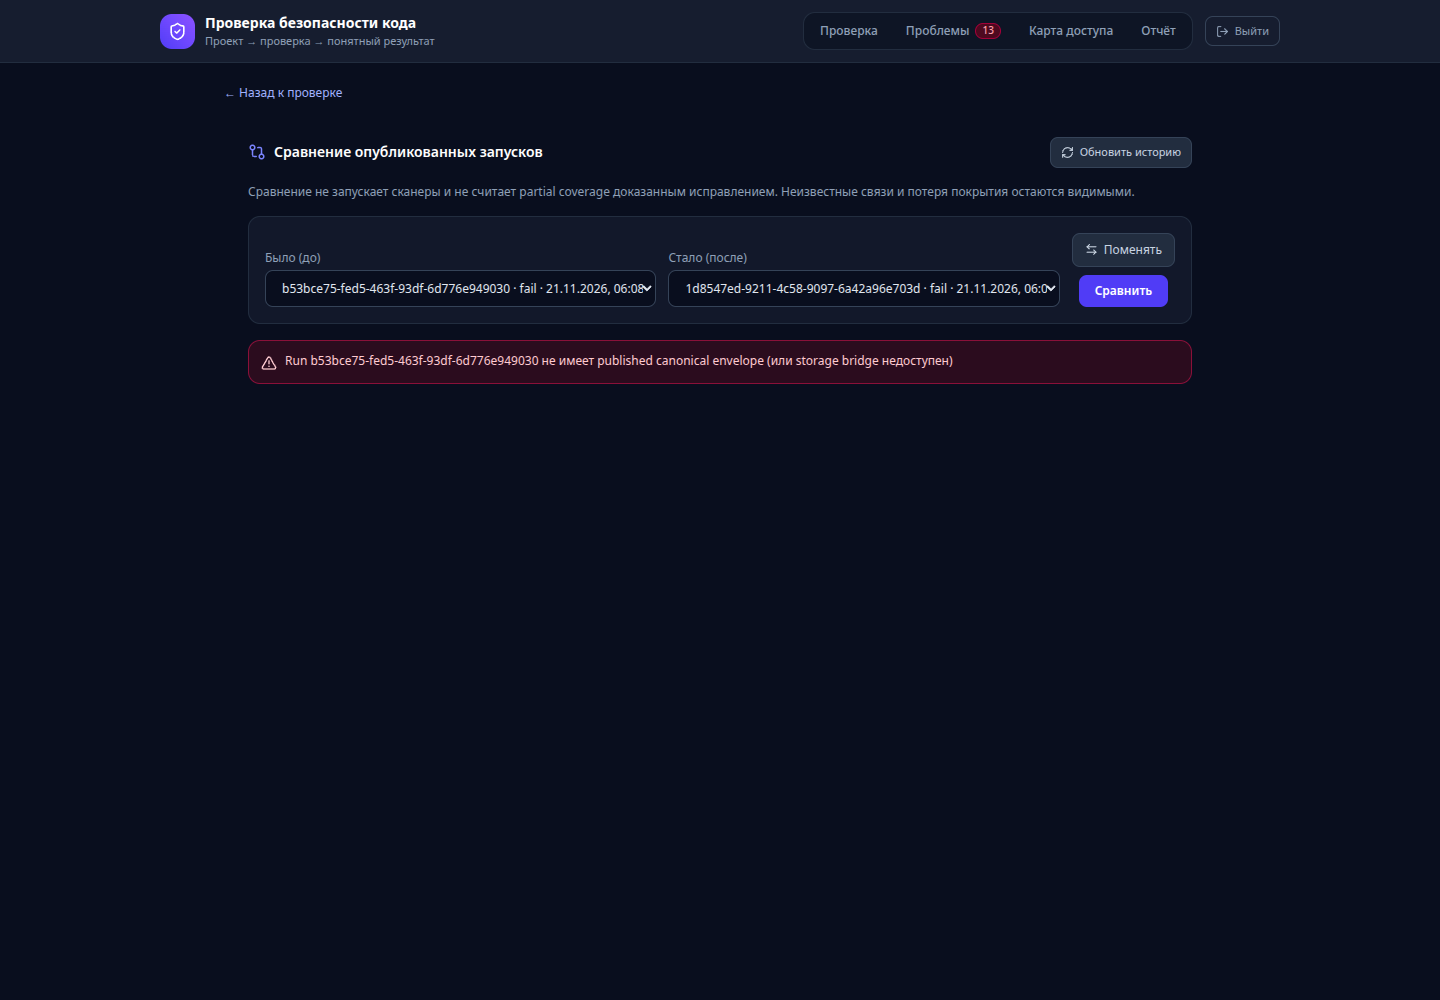 Проверка безопасности кода
Проект → проверка → понятный результат
Проверка
Проблемы 13
Карта доступа
Отчёт
Выйти
← Назад к проверке
Сравнение опубликованных запусков
Обновить историю
Сравнение не запускает сканеры и не считает partial coverage доказанным исправлением. Неизвестные связи и потеря покрытия остаются видимыми.
Было (до)
b53bce75-fed5-463f-93df-6d776e949030 · fail · 21.11.2026, 06:08
Стало (после)
1d8547ed-9211-4c58-9097-6a42a96e703d · fail · 21.11.2026, 06:0
Поменять
Сравнить
Run b53bce75-fed5-463f-93df-6d776e949030 не имеет published canonical envelope (или storage bridge недоступен)